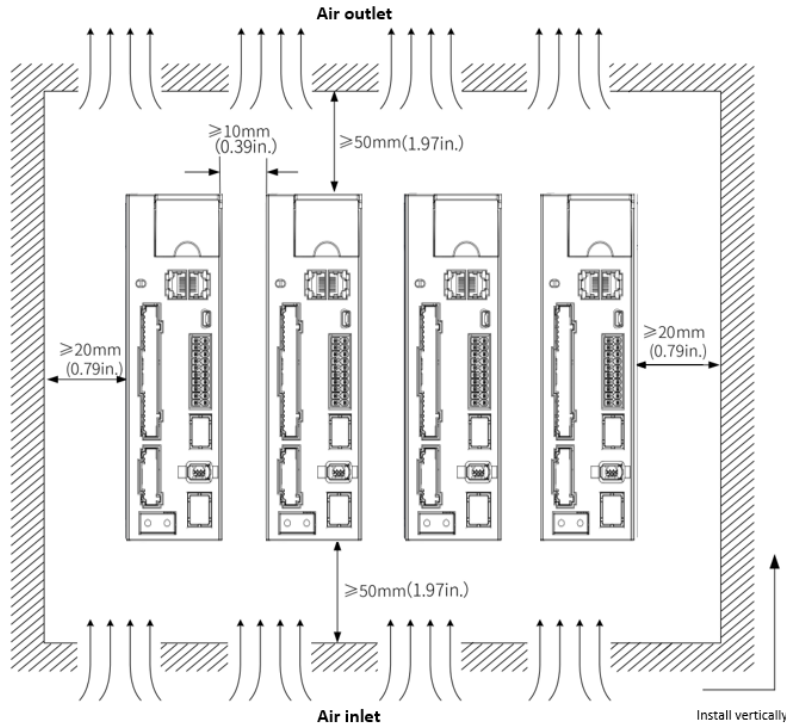 Air outlet
≥10mm
(0.39in.)
≥50mm(1.97in.)
≥20mm
(0.79in.)
≥20mm
(0.79in.)
≥50mm(1.97in.)
Air inlet
Install vertically